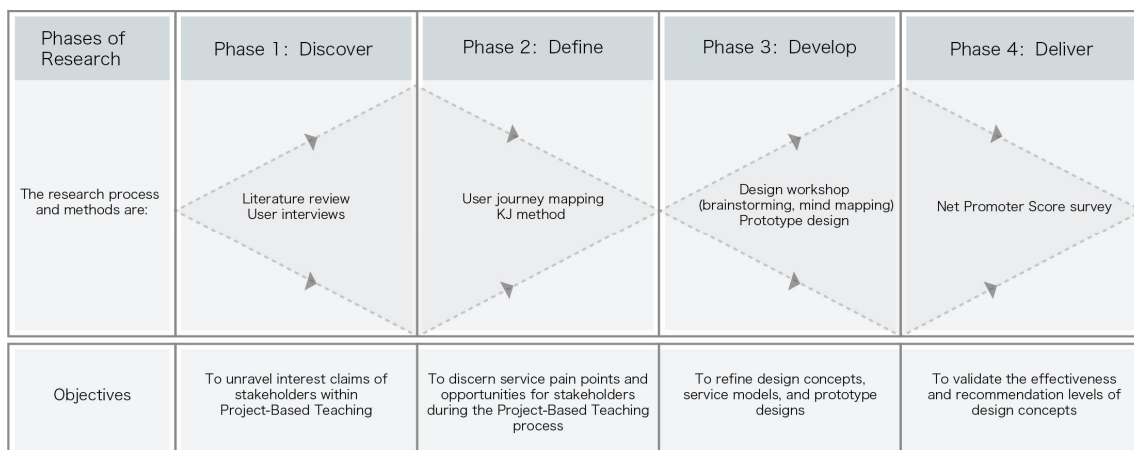 Phases of
Research
Phase 1: Discover
Phase 2: Define
Phase 3: Develop
Phase 4: Deliver
The research process
and methods are:
Literature review
User interviews
User journey mapping
KJ method
Design workshop
(brainstorming, mind mapping)
Prototype design
Net Promoter Score survey
Objectives
To unravel interest claims of
stakeholders within
Project-Based Teaching
To discern service pain points and
opportunities for stakeholders
during the Project-Based Teaching
process
To refine design concepts,
service models, and prototype
designs
To validate the effectiveness
and recommendation levels of
design concepts